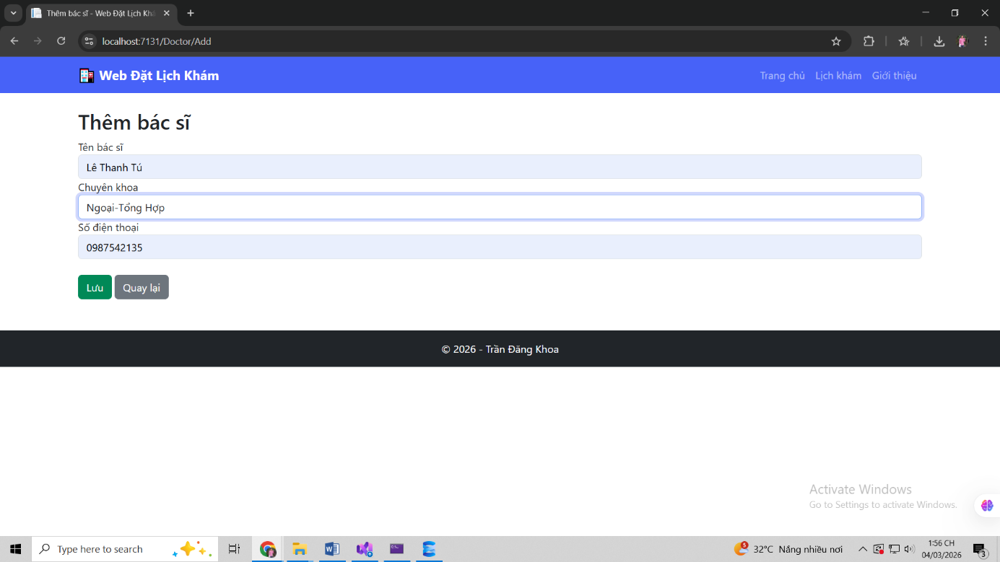 Thêm bác sĩ - Web Đặt Lịch Khá
localhost:7131/Doctor/Add
Web Đặt Lịch Khám
Trang chủ Lịch khám Giới thiệu
Thêm bác sĩ
Tên bác sĩ
Lê Thanh Tú
Chuyên khoa
Ngoại-Tổng Hợp
Số điện thoại
0987542135
Lưu Quay lại
© 2026 - Trần Đăng Khoa
Activate Windows
Go to Settings to activate Windows.
Type here to search
5
32°C Nắng nhiều nơi
1:56 CH
04/03/2026
3